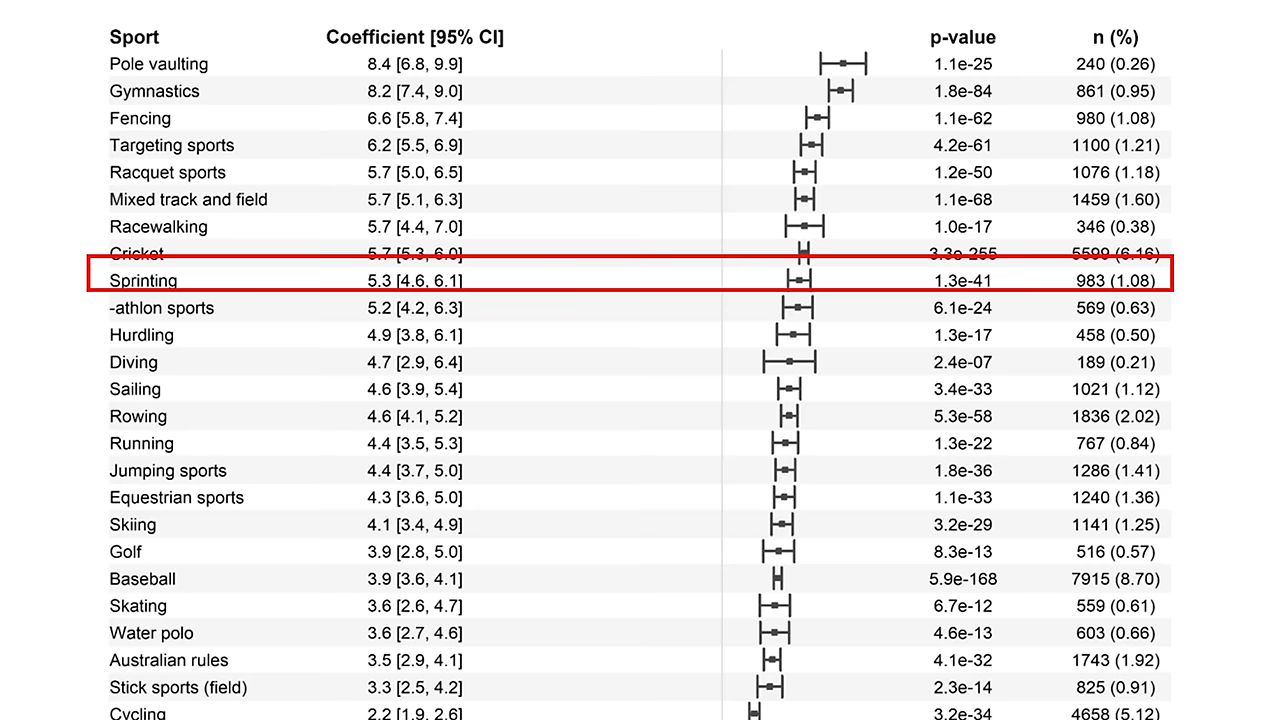 Sport Coefficient [95% CI] p-value n (%)
Pole vaulting 8.4 [6.8, 9.9] 1.1e-25 240 (0.26)
Gymnastics 8.2 [7.4, 9.0] 1.8e-84 861 (0.95)
Fencing 6.6 [5.8, 7.4] 1.1e-62 980 (1.08)
Targeting sports 6.2 [5.5, 6.9] 4.2e-61 1100 (1.21)
Racquet sports 5.7 [5.0, 6.5] 1.2e-50 1076 (1.18)
Mixed track and field 5.7 [5.1, 6.3] 1.1e-68 1459 (1.60)
Racewalking 5.7 [4.4, 7.0] 1.0e-17 346 (0.38)
Cricket 5.7 [5.3, 6.0] 3.3e-255 5599 (6.16)
Sprinting 5.3 [4.6, 6.1] 1.3e-41 983 (1.08)
-athlon sports 5.2 [4.2, 6.3] 6.1e-24 569 (0.63)
Hurdling 4.9 [3.8, 6.1] 1.3e-17 458 (0.50)
Diving 4.7 [2.9, 6.4] 2.4e-07 189 (0.21)
Sailing 4.6 [3.9, 5.4] 3.4e-33 1021 (1.12)
Rowing 4.6 [4.1, 5.2] 5.3e-58 1836 (2.02)
Running 4.4 [3.5, 5.3] 1.3e-22 767 (0.84)
Jumping sports 4.4 [3.7, 5.0] 1.8e-36 1286 (1.41)
Equestrian sports 4.3 [3.6, 5.0] 1.1e-33 1240 (1.36)
Skiing 4.1 [3.4, 4.9] 3.2e-29 1141 (1.25)
Golf 3.9 [2.8, 5.0] 8.3e-13 516 (0.57)
Baseball 3.9 [3.6, 4.1] 5.9e-168 7915 (8.70)
Skating 3.6 [2.6, 4.7] 6.7e-12 559 (0.61)
Water polo 3.6 [2.7, 4.6] 4.6e-13 603 (0.66)
Australian rules 3.5 [2.9, 4.1] 4.1e-32 1743 (1.92)
Stick sports (field) 3.3 [2.5, 4.2] 2.3e-14 825 (0.91)
Cycling 2.2 [1.9, 2.6] 3.2e-34 4658 (5.12)